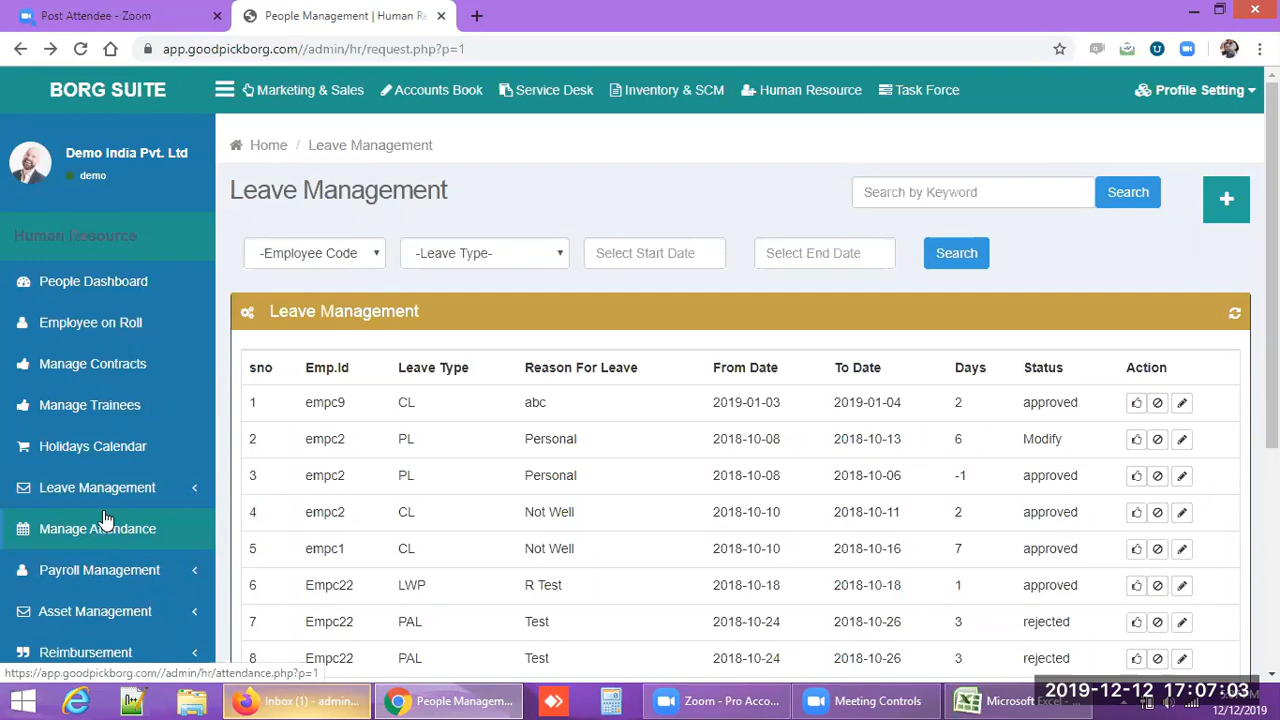 Post Attendee - Zoom
People Management | Human Re
app.goodpickborg.com//admin/hr/request.php?p=1
BORG SUITE
Marketing & Sales
Accounts Book
Service Desk
Inventory & SCM
Human Resource
Task Force
Profile Setting
Demo India Pvt. Ltd
demo
Human Resource
People Dashboard
Employee on Roll
Manage Contracts
Manage Trainees
Holidays Calendar
Leave Management
Manage Attendance
Payroll Management
Asset Management
Reimbursement
Home / Leave Management
Leave Management
Search by Keyword
Search
+
-Employee Code
-Leave Type-
Select Start Date
Select End Date
Search
Leave Management
sno Emp.Id Leave Type Reason For Leave From Date To Date Days Status Action
1 empc9 CL abc 2019-01-03 2019-01-04 2 approved
2 empc2 PL Personal 2018-10-08 2018-10-13 6 Modify
3 empc2 PL Personal 2018-10-08 2018-10-06 -1 approved
4 empc2 CL Not Well 2018-10-10 2018-10-11 2 approved
5 empc1 CL Not Well 2018-10-10 2018-10-16 7 approved
6 Empc22 LWP R Test 2018-10-18 2018-10-18 1 approved
7 Empc22 PAL Test 2018-10-24 2018-10-26 3 rejected
8 Empc22 PAL Test 2018-10-24 2018-10-26 3 rejected
https://app.goodpickborg.com//admin/hr/attendance.php?p=1
Inbox (1) - admin...
People Managem...
Zoom - Pro Accou...
Meeting Controls
Microsoft Excel -
2019-12-12 17:07:03
12/12/2019